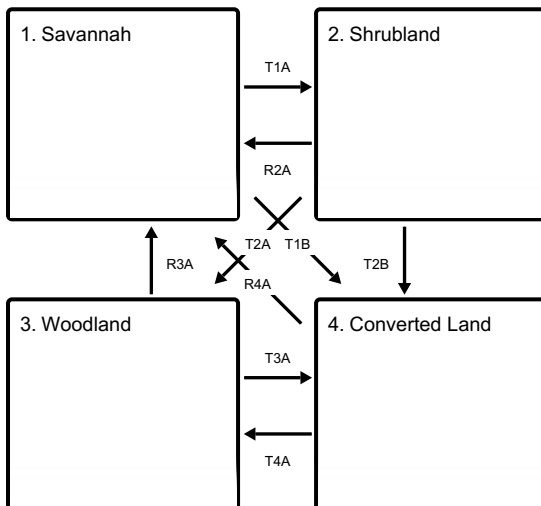 1. Savannah
2. Shrubland
T1A
R2A
T2A
T1B
R3A
R4A
T2B
3. Woodland
4. Converted Land
T3A
T4A